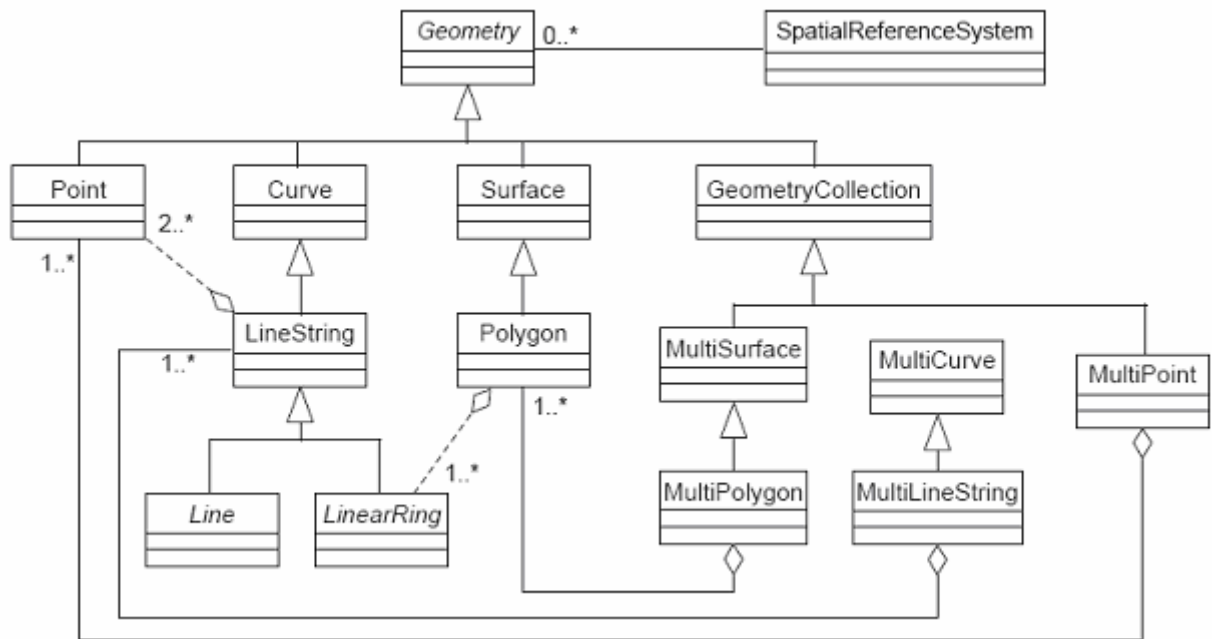 Geometry
0..*
SpatialReferenceSystem
Point
Curve
Surface
GeometryCollection
2..*
1..*
LineString
Polygon
MultiSurface
MultiCurve
MultiPoint
1..*
1..*
1..*
Line
LinearRing
MultiPolygon
MultiLineString